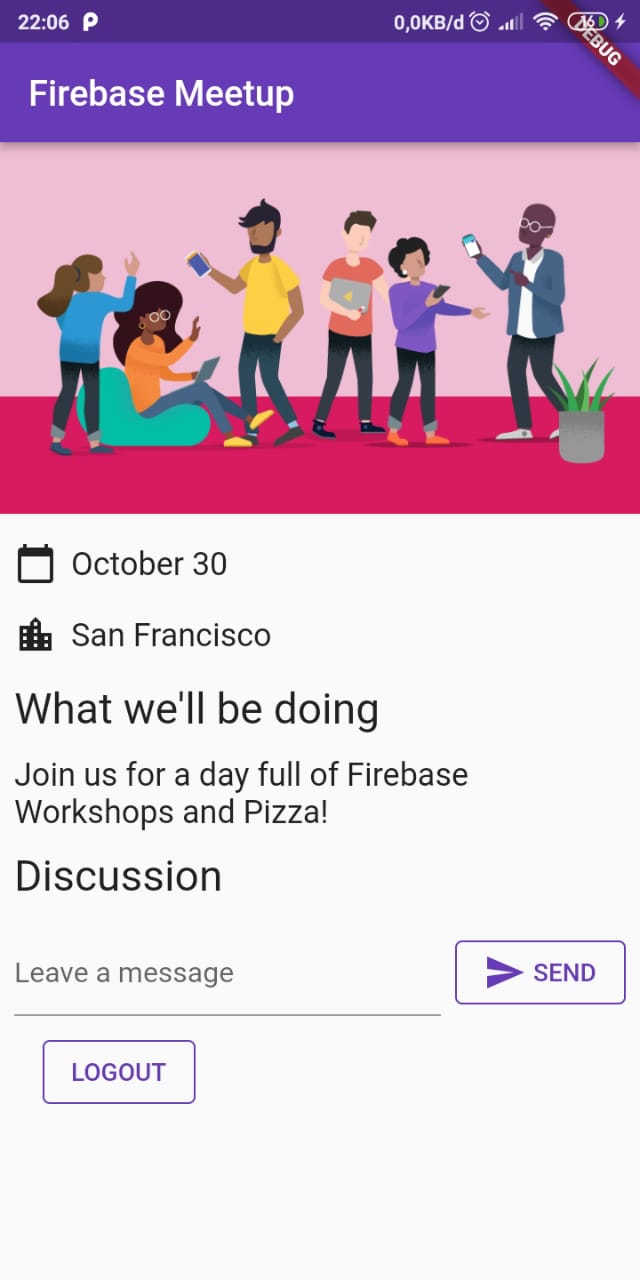 22:06 P 0,0KB/d 16
DEBUG
Firebase Meetup
October 30
San Francisco
What we'll be doing
Join us for a day full of Firebase
Workshops and Pizza!
Discussion
Leave a message
SEND
LOGOUT